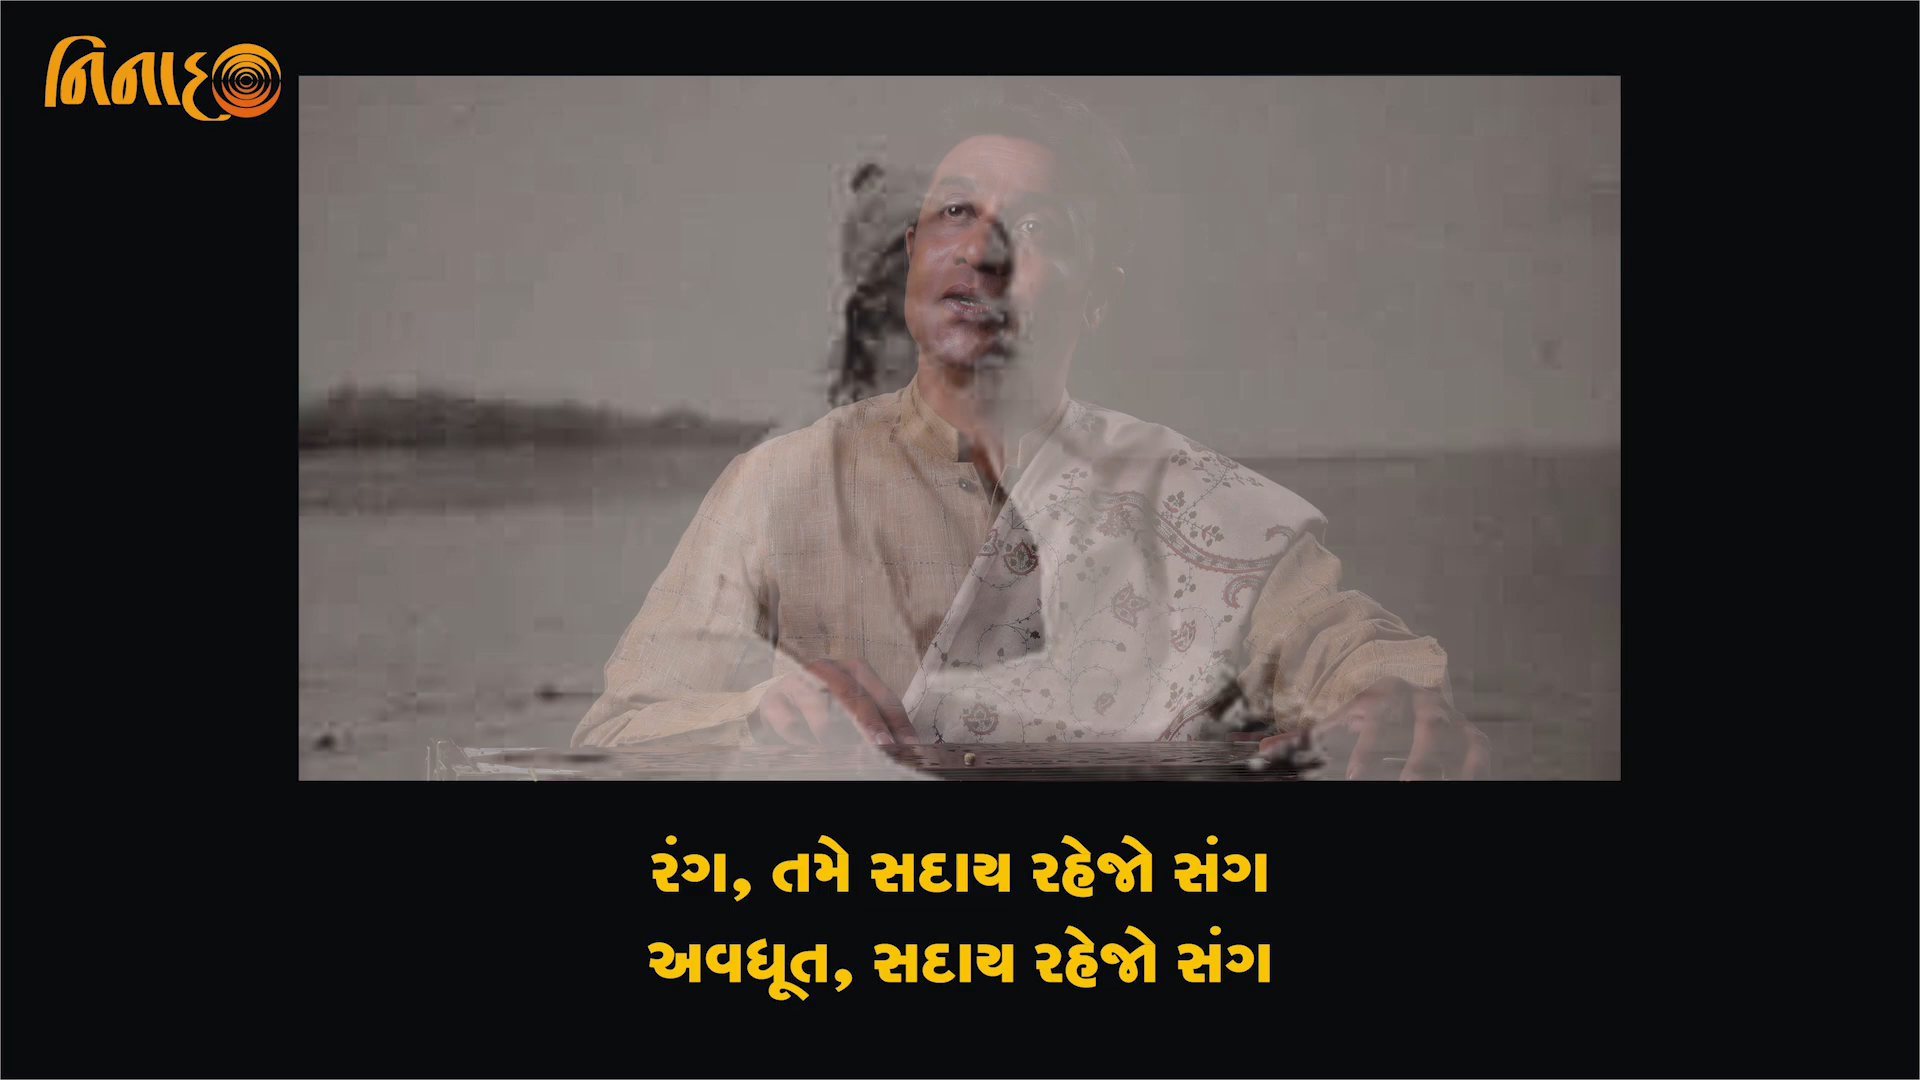 નિનાદ
રંગ, તમે સદાય રહેજો સંગ
અવધૂત, સદાય રહેજો સંગ